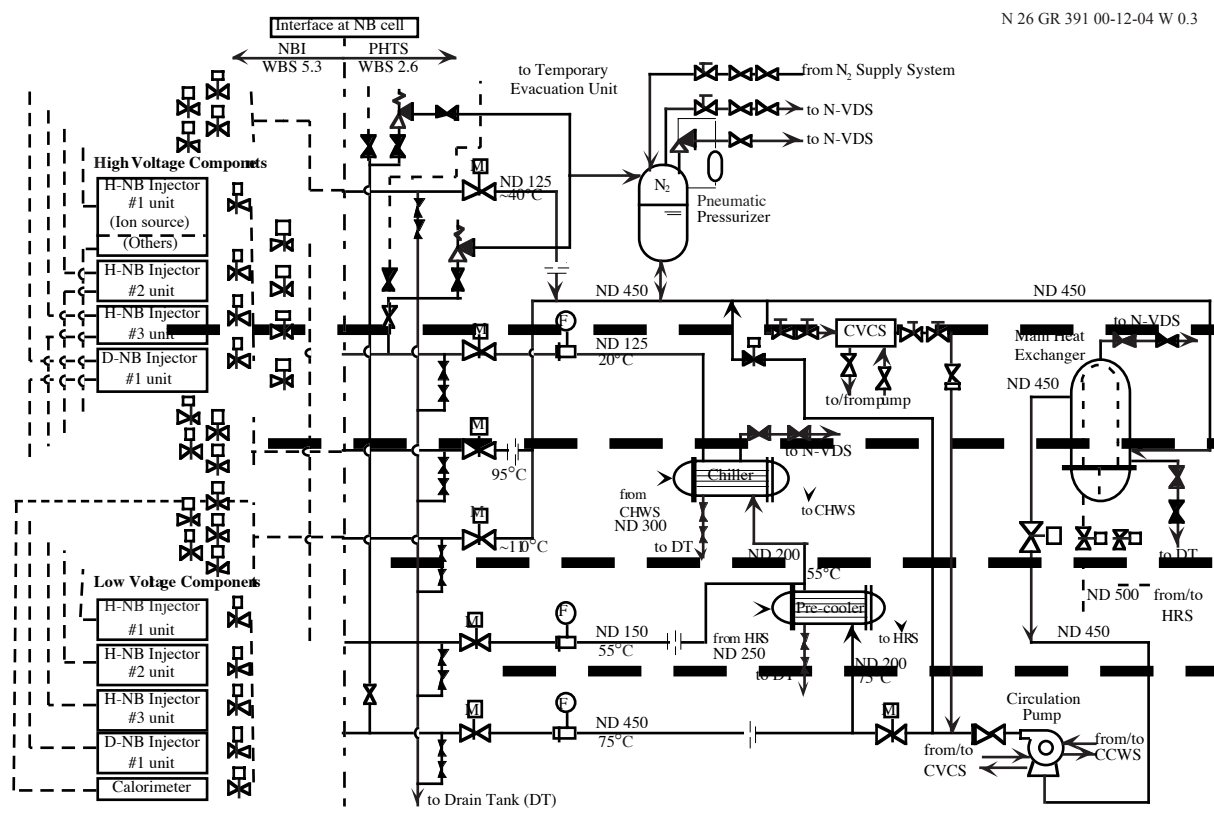 N 26 GR 391 00-12-04 W 0.3
Interface at NB cell
NBI
WBS 5.3
PHTS
WBS 2.6
to Temporary
Evacuation Unit
from N2 Supply System
to N-VDS
to N-VDS
High Voltage Components
H-NB Injector
#1 unit
(Ion source)
(Others)
H-NB Injector
#2 unit
H-NB Injector
#3 unit
D-NB Injector
#1 unit
M
ND 125
~40°C
N2
Pneumatic
Pressurizer
ND 450
ND 450
M
F
ND 125
20°C
CVCS
to/from pump
to N-VDS
Main Heat
Exchanger
ND 450
M
95°C
to N-VDS
Chiller
from
CHWS
ND 300
to CHWS
to DT
M
~110°C
ND 200
55°C
to DT
ND 500
from/to
HRS
Low Voltage Components
H-NB Injector
#1 unit
H-NB Injector
#2 unit
H-NB Injector
#3 unit
D-NB Injector
#1 unit
Calorimeter
M
F
ND 150
55°C
Pre-cooler
from HRS
ND 250
to HRS
to DT
ND 200
75°C
ND 450
M
F
ND 450
75°C
M
Circulation
Pump
from/to
CVCS
from/to
CCWS
to Drain Tank (DT)